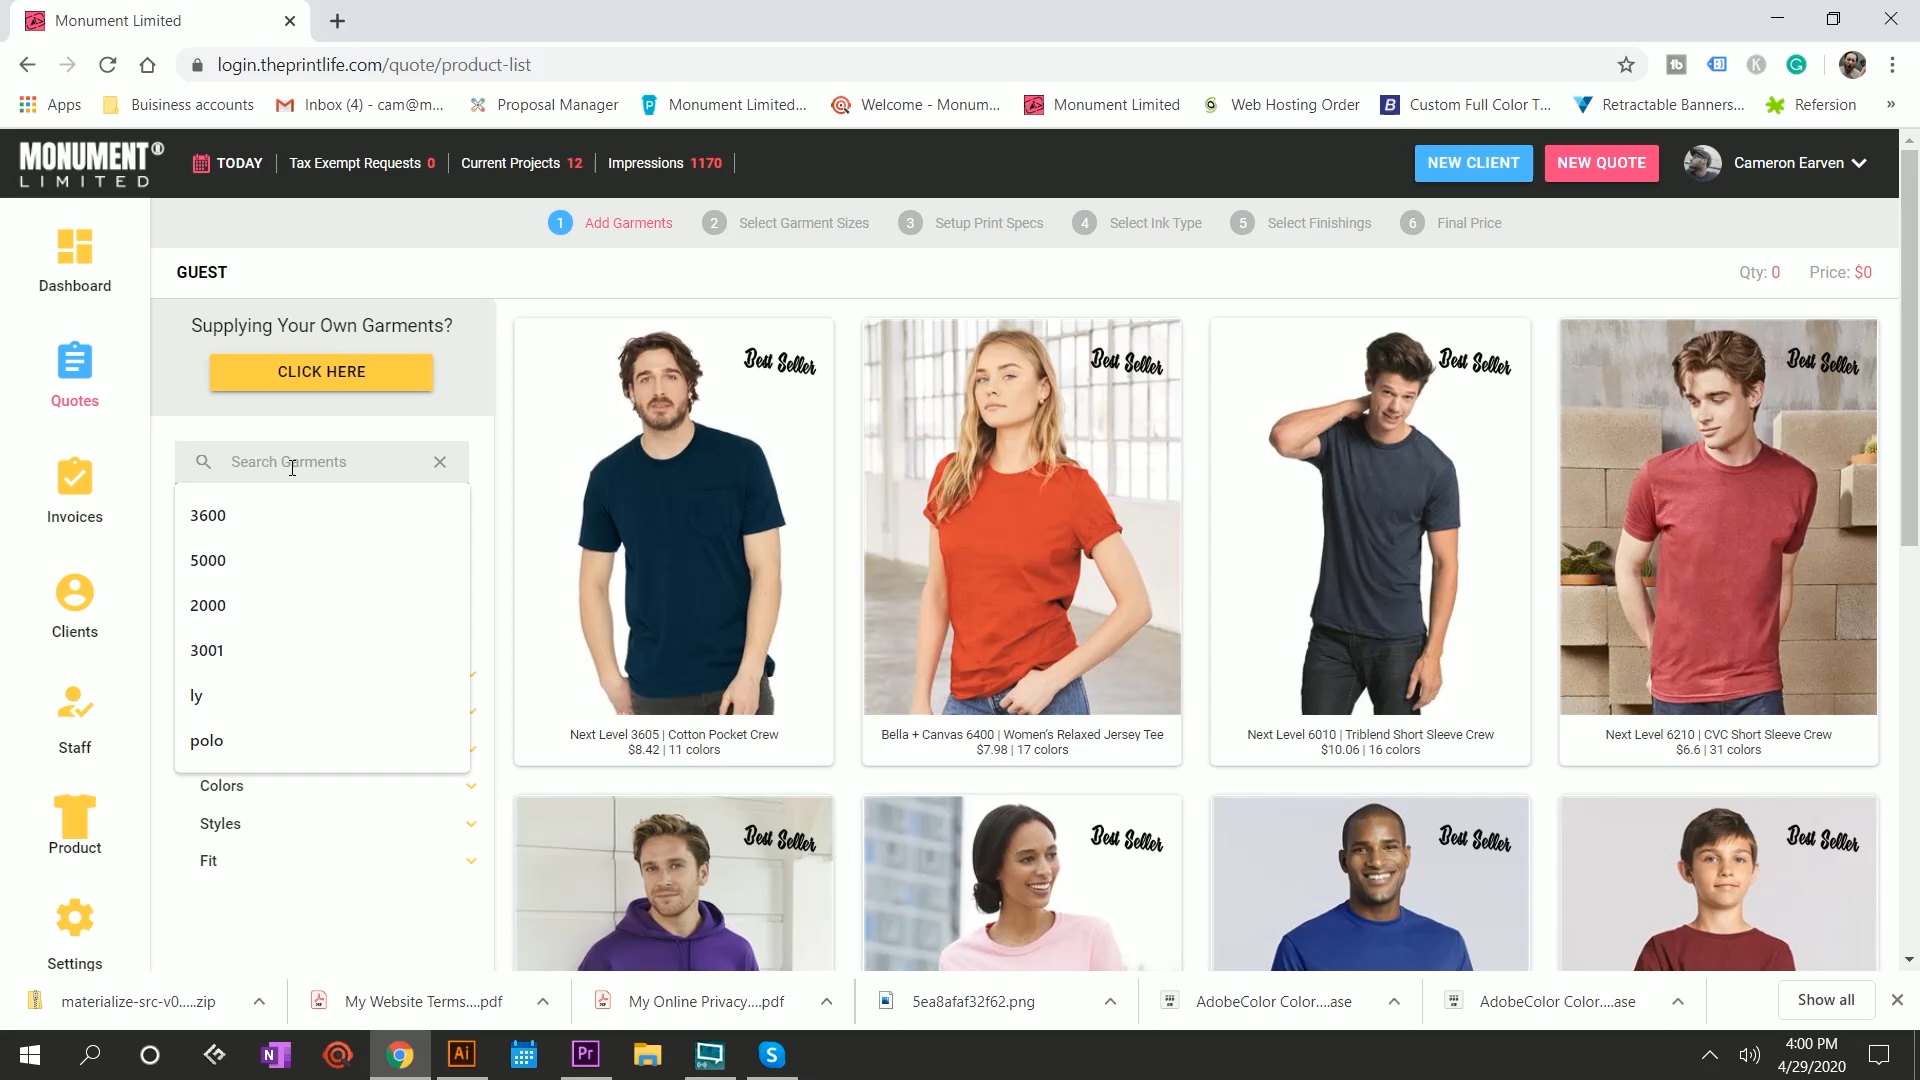 Monument Limited
login.theprintlife.com/quote/product-list
Apps
Buisiness accounts
Inbox (4) - cam@m...
Proposal Manager
Monument Limited...
Welcome - Monum...
Monument Limited
Web Hosting Order
Custom Full Color T...
Retractable Banners...
Refersion
»
MONUMENT®
LIMITED
TODAY
Tax Exempt Requests 0
Current Projects 12
Impressions 1170
NEW CLIENT
NEW QUOTE
Cameron Earven
1 Add Garments
2 Select Garment Sizes
3 Setup Print Specs
4 Select Ink Type
5 Select Finishings
6 Final Price
GUEST
Qty: 0
Price: $0
Dashboard
Quotes
Invoices
Clients
Staff
Product
Settings
Supplying Your Own Garments?
CLICK HERE
Search Garments
3600
5000
2000
3001
ly
polo
Colors
Styles
Fit
Best Seller
Next Level 3605 | Cotton Pocket Crew
$8.42 | 11 colors
Best Seller
Bella + Canvas 6400 | Women's Relaxed Jersey Tee
$7.98 | 17 colors
Best Seller
Next Level 6010 | Triblend Short Sleeve Crew
$10.06 | 16 colors
Best Seller
Next Level 6210 | CVC Short Sleeve Crew
$6.6 | 31 colors
Best Seller
Best Seller
Best Seller
Best Seller
materialize-src-v0.....zip
My Website Terms....pdf
My Online Privacy....pdf
5ea8afaf32f62.png
AdobeColor Color....ase
AdobeColor Color....ase
Show all
4:00 PM
4/29/2020